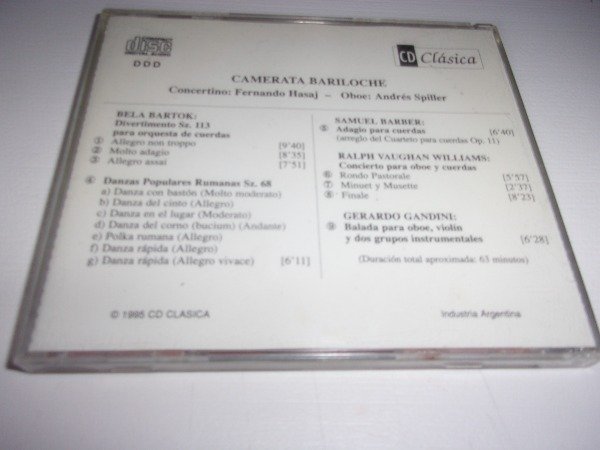 COMPACT
disc
DIGITAL AUDIO
DDD
CD Clásica
CAMERATA BARILOCHE
Concertino: Fernando Hasaj – Oboe: Andrés Spiller
BELA BARTOK:
Divertimento Sz. 113
para orquesta de cuerdas
① Allegro non troppo [9'40]
② Molto adagio [8'35]
③ Allegro assai [7'51]
④ Danzas Populares Rumanas Sz. 68
a) Danza con bastón (Molto moderato)
b) Danza del cinto (Allegro)
c) Danza en el lugar (Moderato)
d) Danza del corno (bucium) (Andante)
e) Polka rumana (Allegro)
f) Danza rápida (Allegro)
g) Danza rápida (Allegro vivace) [6'11]
SAMUEL BARBER:
⑤ Adagio para cuerdas [6'40]
(arreglo del Cuarteto para cuerdas Op. 11)
RALPH VAUGHAN WILLIAMS:
Concierto para oboe y cuerdas
⑥ Rondo Pastorale [5'57]
⑦ Minuet y Musette [2'37]
⑧ Finale [8'23]
GERARDO GANDINI:
⑨ Balada para oboe, violín
y dos grupos instrumentales [6'28]
(Duración total aproximada: 63 minutos)
© 1995 CD CLASICA
Industria Argentina